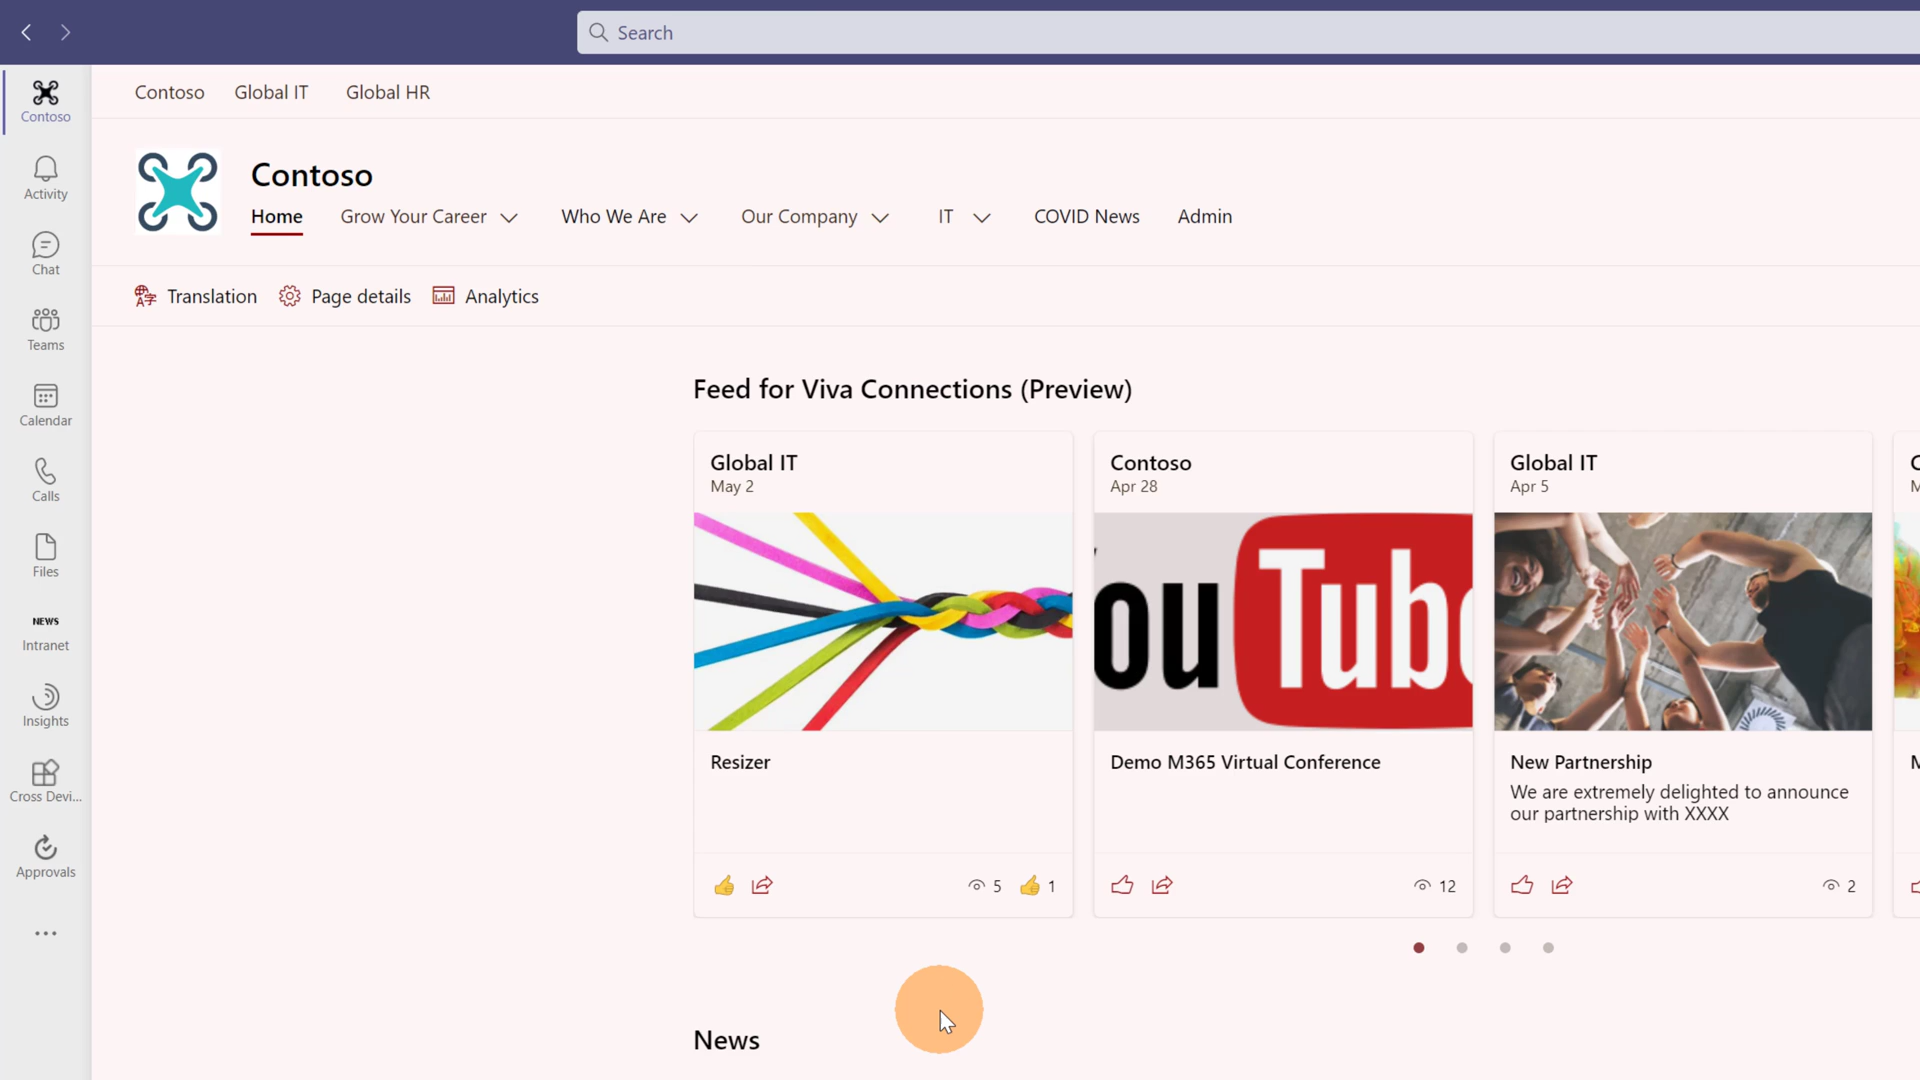 Search
Contoso Global IT Global HR
Contoso
Activity
Chat
Teams
Calendar
Calls
Files
NEWS
Intranet
Insights
Cross Devi...
Approvals
Contoso
Home Grow Your Career Who We Are Our Company IT COVID News Admin
Translation Page details Analytics
Feed for Viva Connections (Preview)
Global IT
May 2
Resizer
5 1
Contoso
Apr 28
ou Tub
Demo M365 Virtual Conference
12
Global IT
Apr 5
New Partnership
We are extremely delighted to announce
our partnership with XXXX
2
News